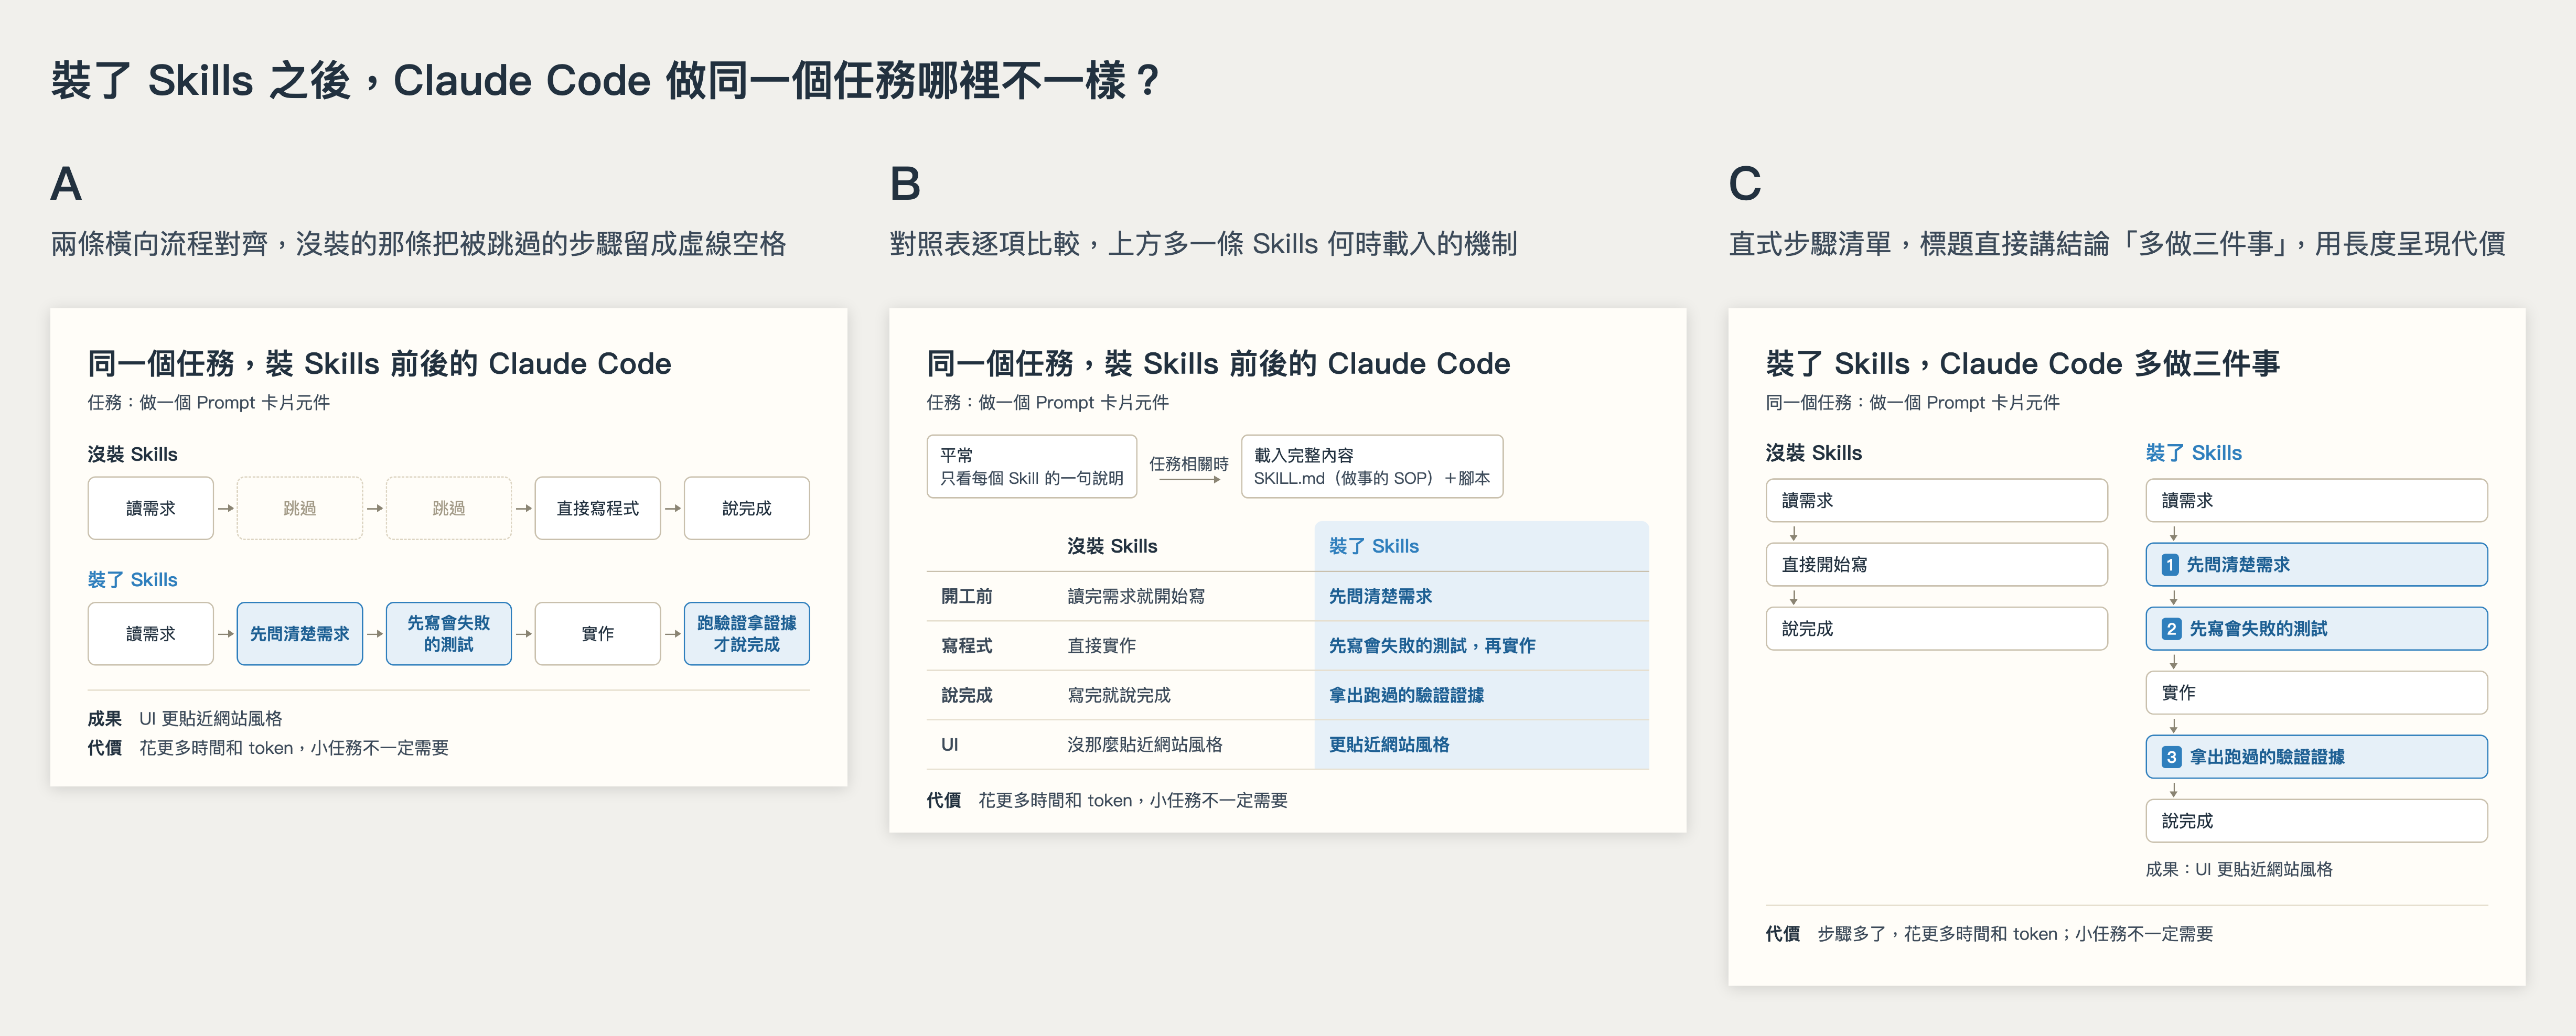 裝了 Skills 之後，Claude Code 做同一個任務哪裡不一樣？
A
兩條橫向流程對齊，沒裝的那條把被跳過的步驟留成虛線空格
同一個任務，裝 Skills 前後的 Claude Code
任務：做一個 Prompt 卡片元件
沒裝 Skills
讀需求
跳過
跳過
直接寫程式
說完成
裝了 Skills
讀需求
先問清楚需求
先寫會失敗
的測試
實作
跑驗證拿證據
才說完成
成果 UI 更貼近網站風格
代價 花更多時間和 token，小任務不一定需要
B
對照表逐項比較，上方多一條 Skills 何時載入的機制
同一個任務，裝 Skills 前後的 Claude Code
任務：做一個 Prompt 卡片元件
平常
只看每個 Skill 的一句說明
任務相關時
載入完整內容
SKILL.md（做事的 SOP）＋腳本
沒裝 Skills 裝了 Skills
開工前 讀完需求就開始寫 先問清楚需求
寫程式 直接實作 先寫會失敗的測試，再實作
說完成 寫完就說完成 拿出跑過的驗證證據
UI 沒那麼貼近網站風格 更貼近網站風格
代價 花更多時間和 token，小任務不一定需要
C
直式步驟清單，標題直接講結論「多做三件事」，用長度呈現代價
裝了 Skills，Claude Code 多做三件事
同一個任務：做一個 Prompt 卡片元件
沒裝 Skills
讀需求
直接開始寫
說完成
裝了 Skills
讀需求
1 先問清楚需求
2 先寫會失敗的測試
實作
3 拿出跑過的驗證證據
說完成
成果：UI 更貼近網站風格
代價 步驟多了，花更多時間和 token；小任務不一定需要